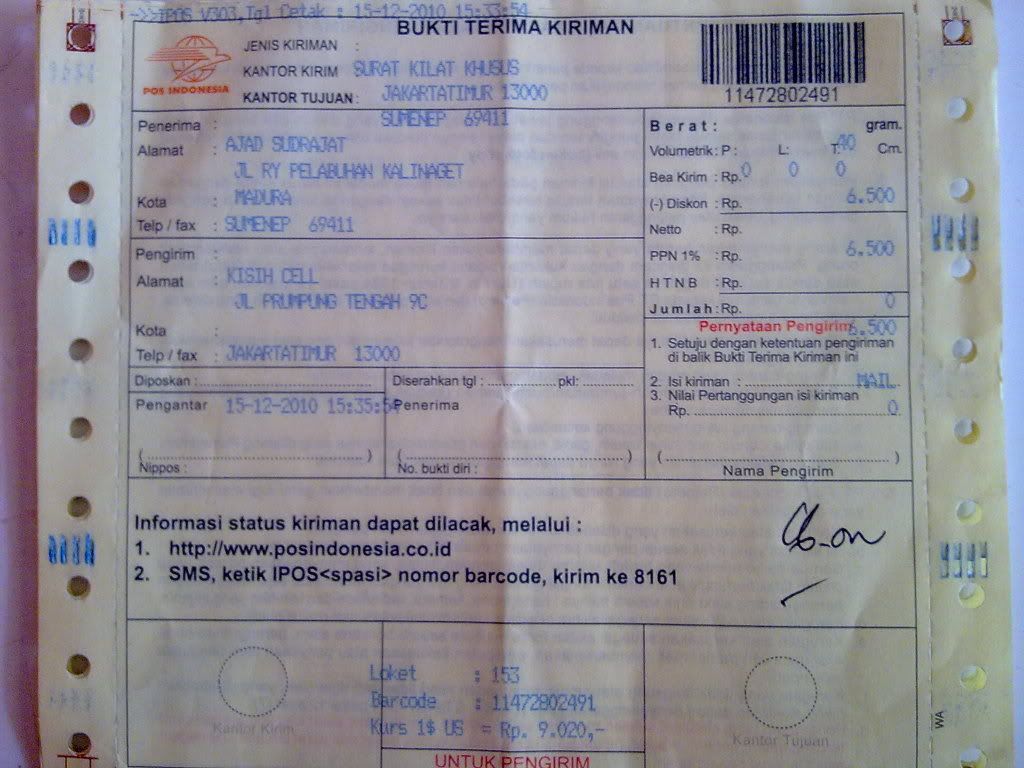 ->>IPOS V303,Tgl Cetak : 15-12-2010 15:33:54
BUKTI TERIMA KIRIMAN
POS INDONESIA
JENIS KIRIMAN :
KANTOR KIRIM SURAT KILAT KHUSUS
KANTOR TUJUAN : JAKARTATIMUR 13000
SUMENEP 69411
11472802491
Penerima :
Alamat : AJAD SUDRAJAT
JL RY PELABUHAN KALINAGET
Kota : MADURA
Telp / fax : SUMENEP 69411
Pengirim :
Alamat : KISIH CELL
JL PRUMPUNG TENGAH 9C
Kota :
Telp / fax : JAKARTATIMUR 13000
Berat : gram.
Volumetrik : P : L: T: 40 Cm.
Bea Kirim : Rp. 0 0 0
(-) Diskon : Rp. 6.500
Netto : Rp.
PPN 1% : Rp. 6.500
HTNB : Rp.
Jumlah : Rp. 0
Pernyataan Pengirim 6.500
1. Setuju dengan ketentuan pengiriman
di balik Bukti Terima Kiriman ini
2. Isi kiriman : MAIL
3. Nilai Pertanggungan isi kiriman
Rp. 0
(..........)
Nama Pengirim
Diposkan :
Diserahkan tgl : pkl:
Pengantar 15-12-2010 15:35:54
Penerima
(..........)
(..........)
Nippos :
No. bukti diri :
Informasi status kiriman dapat dilacak, melalui :
1. http://www.posindonesia.co.id
2. SMS, ketik IPOS<spasi> nomor barcode, kirim ke 8161
Kantor Kirim
Loket : 153
Barcode : 11472802491
Kurs 1$ US = Rp. 9.020,-
Kantor Tujuan
WA
UNTUK PENGIRIM